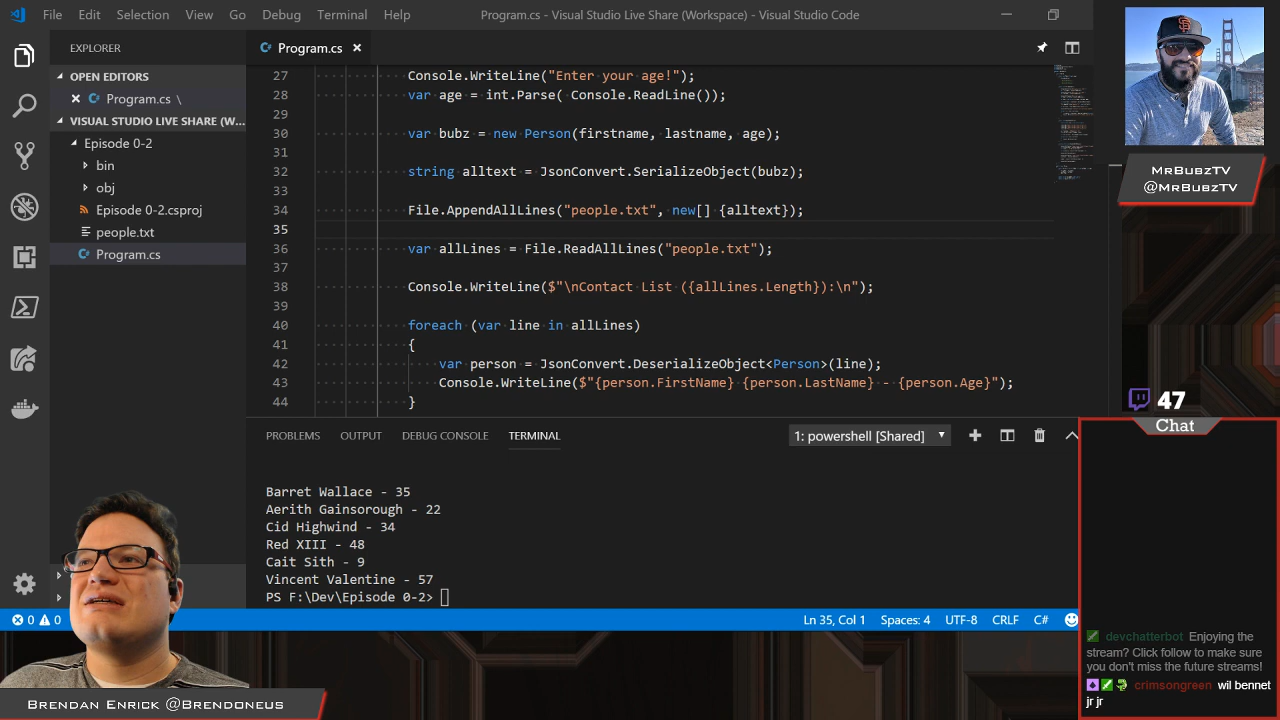 File Edit Selection View Go Debug Terminal Help
Program.cs - Visual Studio Live Share (Workspace) - Visual Studio Code
EXPLORER
OPEN EDITORS
Program.cs \
VISUAL STUDIO LIVE SHARE (W...
Episode 0-2
bin
obj
Episode 0-2.csproj
people.txt
Program.cs
Program.cs
27 Console.WriteLine("Enter your age!");
28 var age = int.Parse( Console.ReadLine());
29
30 var bubz = new Person(firstname, lastname, age);
31
32 string alltext = JsonConvert.SerializeObject(bubz);
33
34 File.AppendAllLines("people.txt", new[] {alltext});
35
36 var allLines = File.ReadAllLines("people.txt");
37
38 Console.WriteLine($"\nContact List ({allLines.Length}):\n");
39
40 foreach (var line in allLines)
41 {
42 var person = JsonConvert.DeserializeObject<Person>(line);
43 Console.WriteLine($"{person.FirstName} {person.LastName} - {person.Age}");
44 }
PROBLEMS OUTPUT DEBUG CONSOLE TERMINAL
1: powershell [Shared]
Barret Wallace - 35
Aerith Gainsorough - 22
Cid Highwind - 34
Red XIII - 48
Cait Sith - 9
Vincent Valentine - 57
PS F:\Dev\Episode 0-2>
0 0
Ln 35, Col 1 Spaces: 4 UTF-8 CRLF C#
Brendan Enrick @Brendoneus
MrBubzTV
@MrBubzTV
47
Chat
devchatterbot Enjoying the
stream? Click follow to make sure
you don't miss the future streams!
crimsongreen wil bennet
jr jr